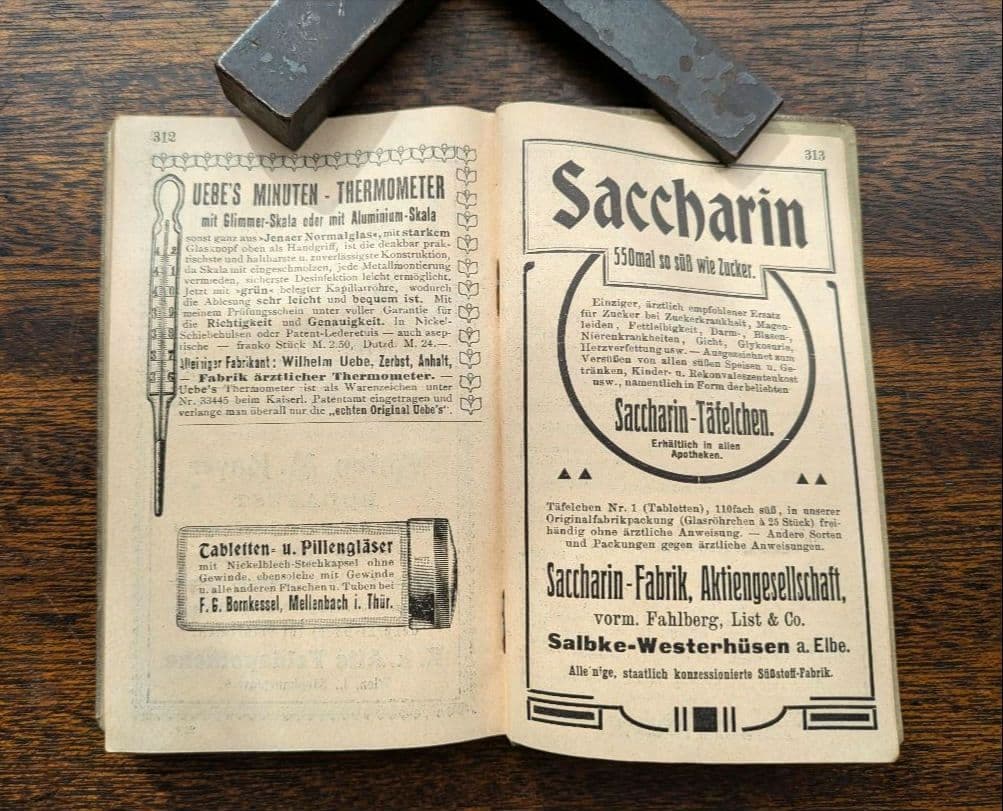 312
UEBE'S MINUTEN - THERMOMETER
mit Glimmer-Skala oder mit Aluminium-Skala
sonst ganz aus »Jenaer Normalglas«, mit starkem
Glasknopf oben als Handgriff, ist die denkbar prak-
tischste und haltbarste u. zuverlässigste Konstruktion,
da Skala mit eingeschmolzen, jede Metallmontierung
vermieden, sicherste Desinfektion leicht ermöglicht.
Jetzt mit »grün« belegter Kapillarröhre, wodurch
die Ablesung sehr leicht und bequem ist. Mit
meinem Prüfungsschein unter voller Garantie für
die Richtigkeit und Genauigkeit. In Nickel-
Schiebehülsen oder Patent-Lederetuis — auch asep-
tische — franko Stück M. 2.50, Dutzd. M. 24.—.
Alleiniger Fabrikant: Wilhelm Uebe, Zerbst, Anhalt,
— Fabrik ärztlicher Thermometer. —
Uebe's Thermometer ist als Warenzeichen unter
Nr. 33445 beim Kaiserl. Patentamt eingetragen und
verlange man überall nur die „echten Original Uebe's".
Tabletten- u. Pillengläser
mit Nickelblech-Stechkapsel ohne
Gewinde, ebensolche mit Gewinde
u. alle anderen Flaschen u. Tuben bei
F. G. Bornkessel, Mellenbach i. Thür.
313
Saccharin
550mal so süß wie Zucker.
Einziger, ärztlich empfohlener Ersatz
für Zucker bei Zuckerkrankheit, Magen-
leiden, Fettleibigkeit, Darm-, Blasen-,
Nierenkrankheiten, Gicht, Glykosurie,
Herzverfettung usw. — Ausgezeichnet zum
Versüßen von allen süßen Speisen u. Ge-
tränken, Kinder- u. Rekonvaleszentenkost
usw., namentlich in Form der beliebten
Saccharin-Täfelchen.
Erhältlich in allen
Apotheken.
Täfelchen Nr. 1 (Tabletten), 110fach süß, in unserer
Originalfabrikpackung (Glasröhrchen à 25 Stück) frei-
händig ohne ärztliche Anweisung. — Andere Sorten
und Packungen gegen ärztliche Anweisungen.
Saccharin-Fabrik, Aktiengesellschaft,
vorm. Fahlberg, List & Co.
Salbke-Westerhüsen a. Elbe.
Alleinige, staatlich konzessionierte Süßstoff-Fabrik.